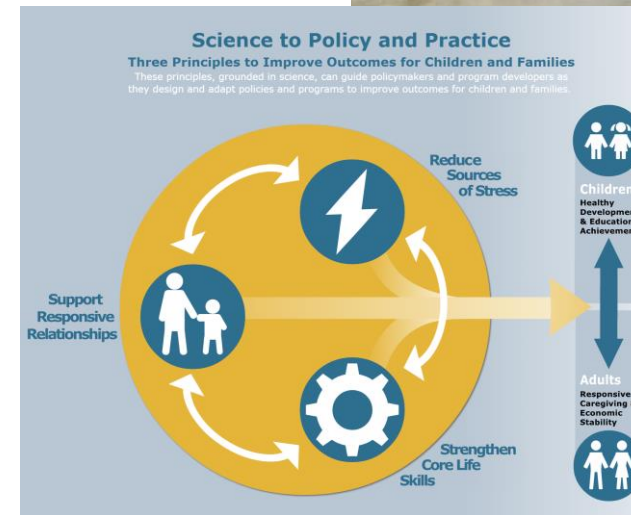 Science to Policy and Practice
Three Principles to Improve Outcomes for Children and Families
These principles, grounded in science, can guide policymakers and program developers as
they design and adapt policies and programs to improve outcomes for children and families.
Reduce
Sources
of Stress
Support
Responsive
Relationships
Strengthen
Core Life
Skills
Children
Healthy
Developmen
& Education
Achievemen
Adults
Responsive
Caregiving
Economic
Stability